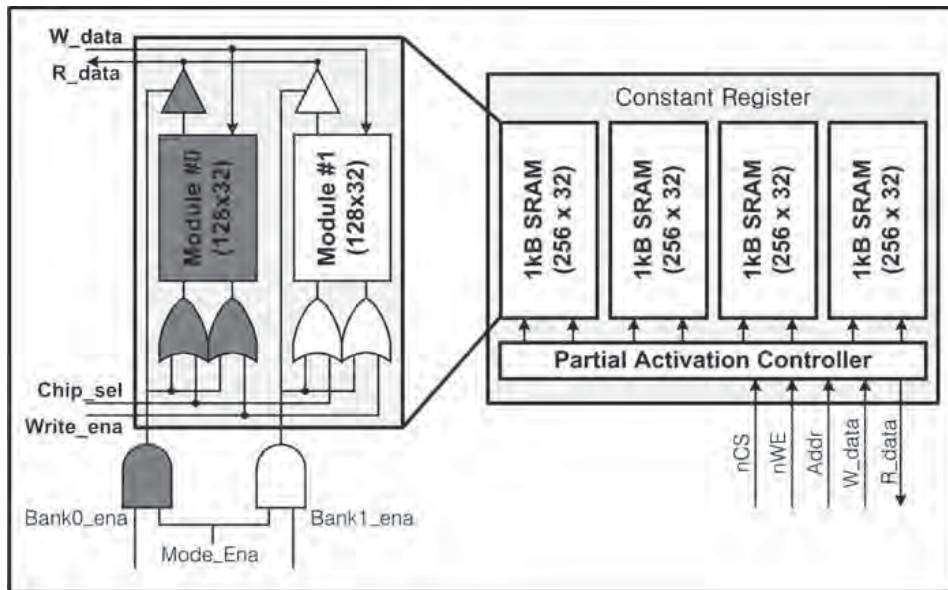 W_data
R_data
Module #0
(128x32)
Module #1
(128x32)
Chip_sel
Write_ena
Bank0_ena
Bank1_ena
Mode_Ena
Constant Register
1kB SRAM
(256 x 32)
1kB SRAM
(256 x 32)
1kB SRAM
(256 x 32)
1kB SRAM
(256 x 32)
Partial Activation Controller
nCS
nWE
Addr
W_data
R_data